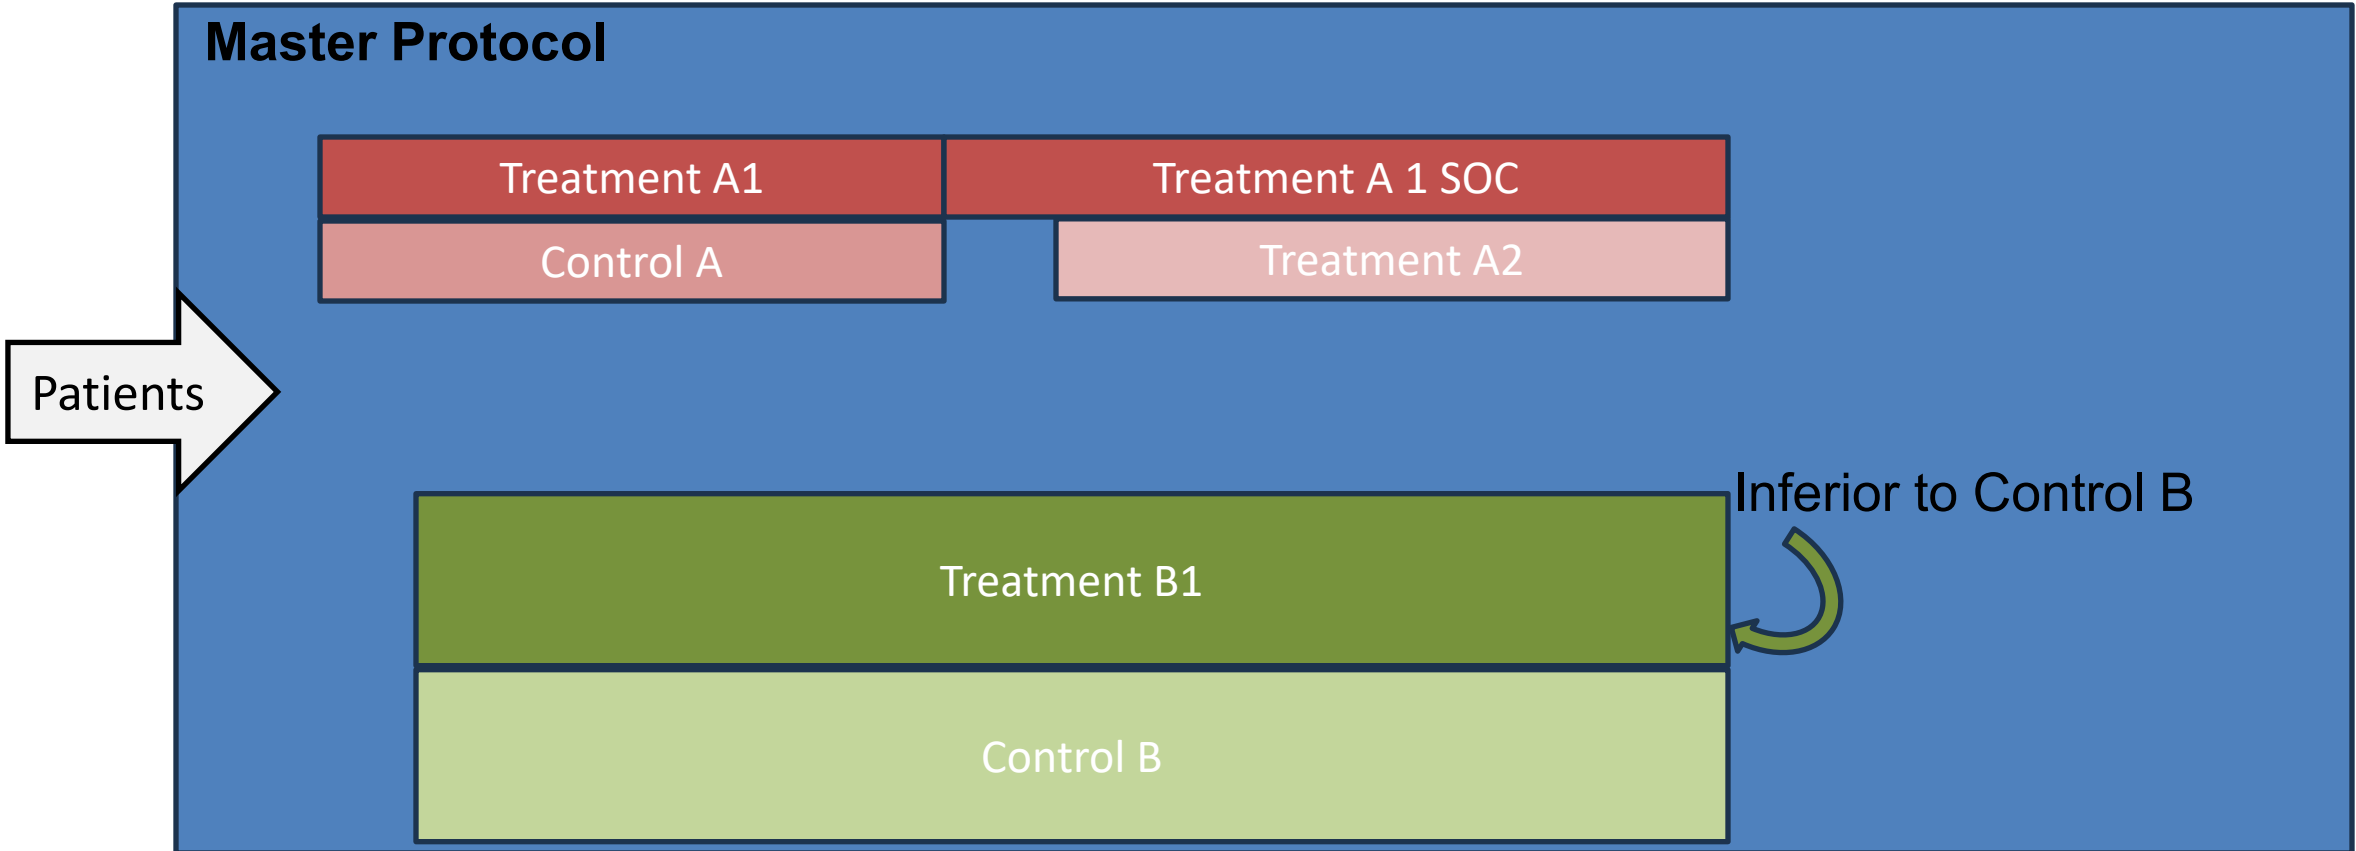 Master Protocol
Treatment A1
Treatment A 1 SOC
Control A
Treatment A2
Patients
Inferior to Control B
Treatment B1
Control B